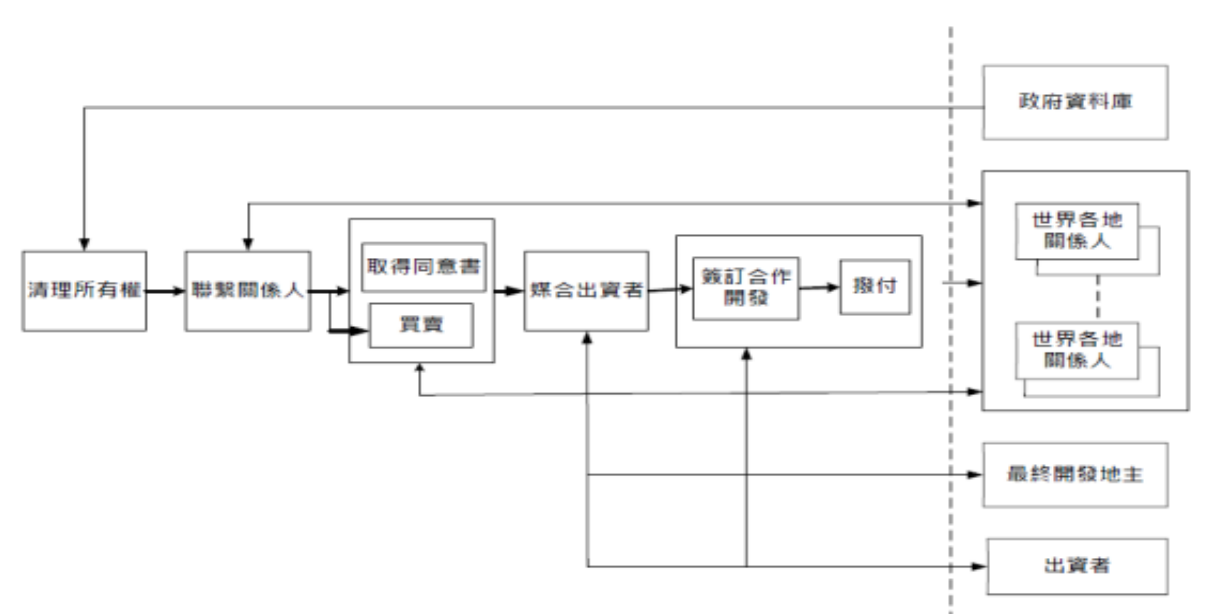 政府資料庫
世界各地
關係人
清理所有權
聯繫關係人
取得同意書
買賣
媒合出資者
簽訂合作
開發
撥付
世界各地
關係人
最終開發地主
出資者